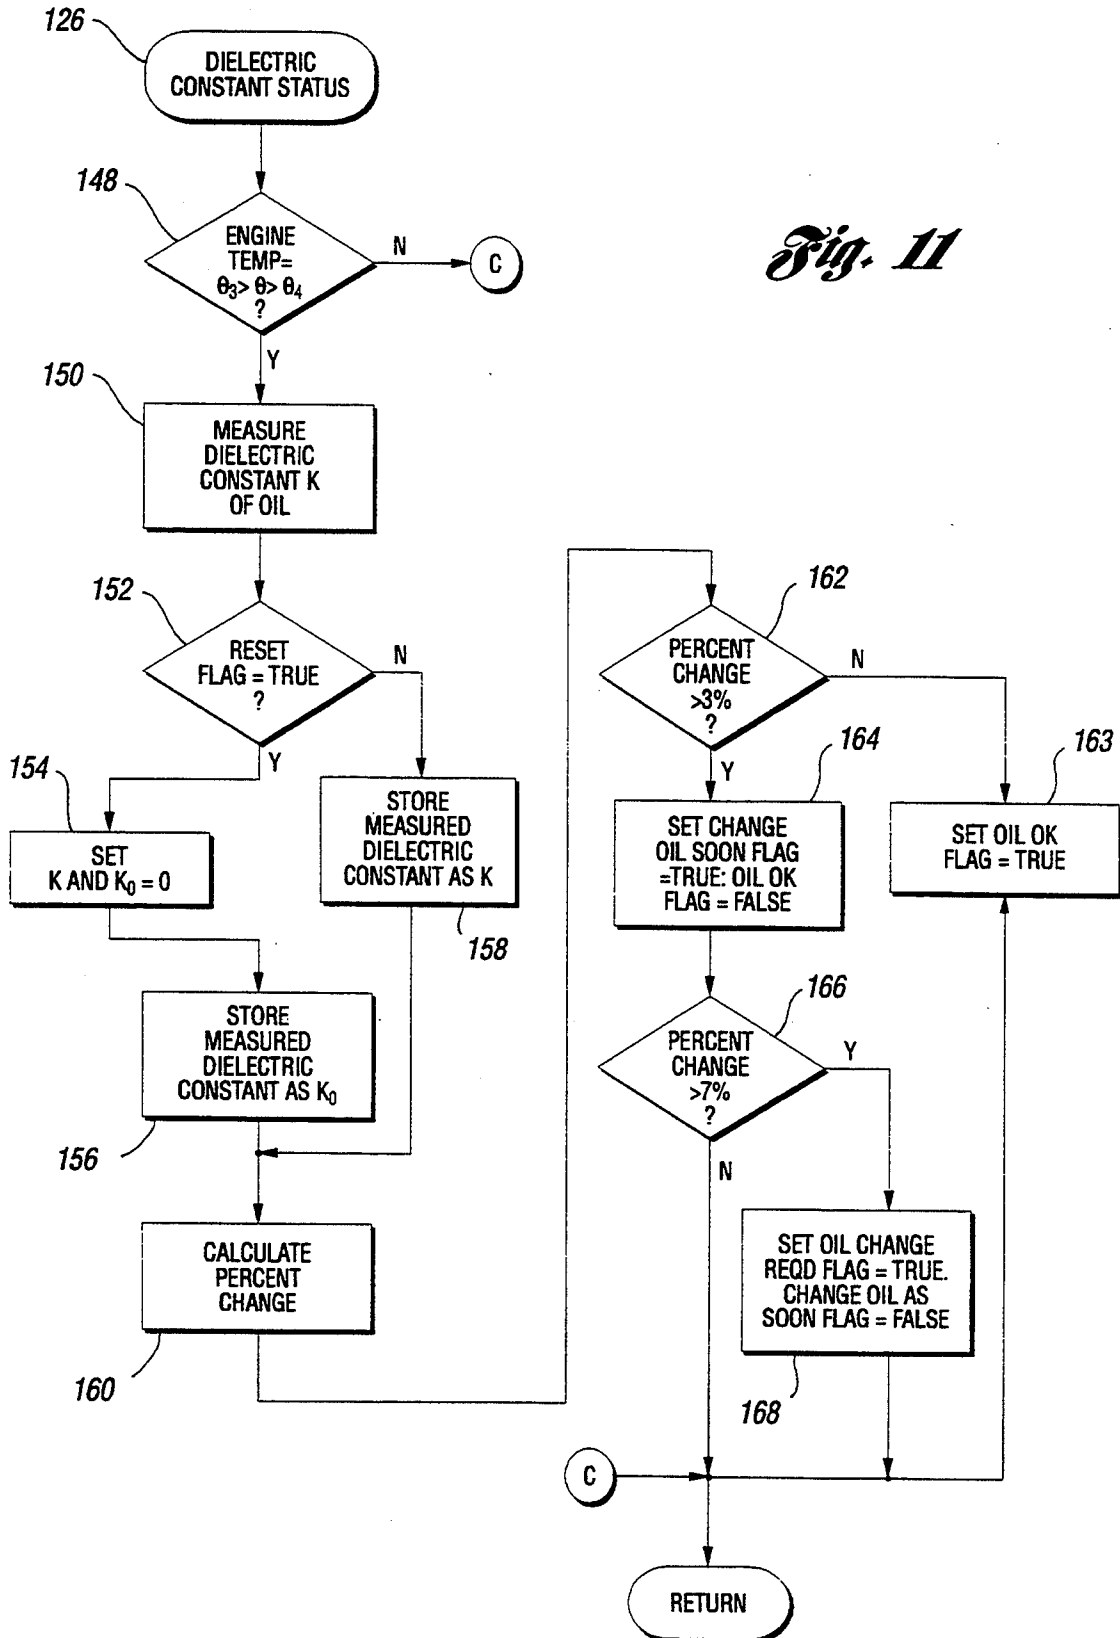 126
DIELECTRIC
CONSTANT STATUS
148
ENGINE
TEMP=
θ₃> θ> θ₄
?
N
C
Fig. 11
Y
150
MEASURE
DIELECTRIC
CONSTANT K
OF OIL
152
RESET
FLAG = TRUE
?
N
Y
154
SET
K AND K₀ = 0
STORE
MEASURED
DIELECTRIC
CONSTANT AS K
158
STORE
MEASURED
DIELECTRIC
CONSTANT AS K₀
156
CALCULATE
PERCENT
CHANGE
160
162
PERCENT
CHANGE
>3%
?
N
Y
164
163
SET CHANGE
OIL SOON FLAG
=TRUE: OIL OK
FLAG = FALSE
SET OIL OK
FLAG = TRUE
166
PERCENT
CHANGE
>7%
?
Y
N
SET OIL CHANGE
REQD FLAG = TRUE.
CHANGE OIL AS
SOON FLAG = FALSE
168
C
RETURN